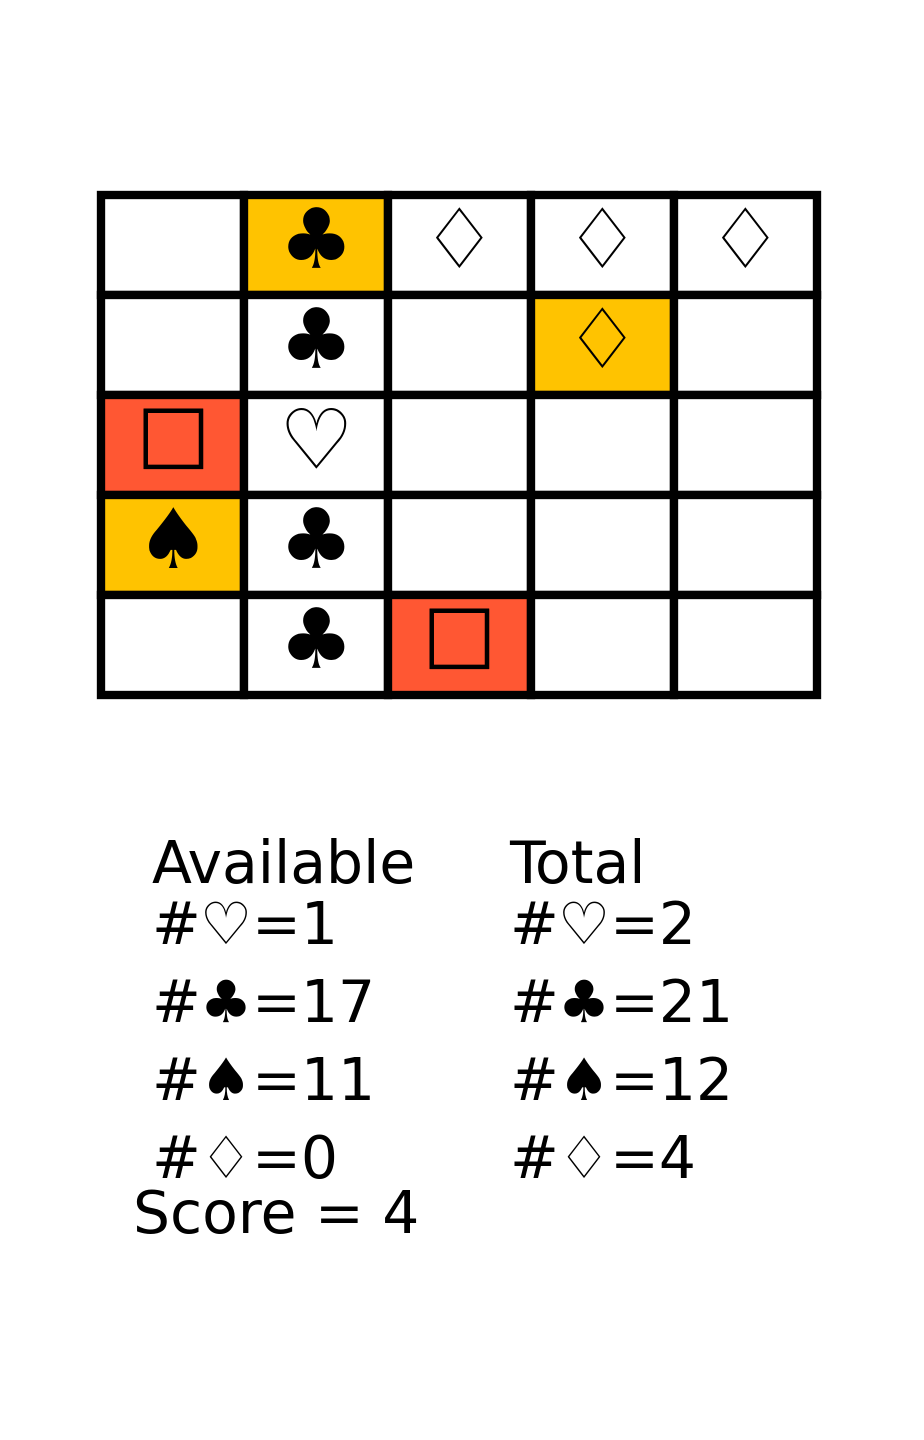 ♣ ♢ ♢ ♢
♣ ♢
□ ♡
♠ ♣
♣ □
Available Total
#♡=1 #♡=2
#♣=17 #♣=21
#♠=11 #♠=12
#♢=0 #♢=4
Score = 4